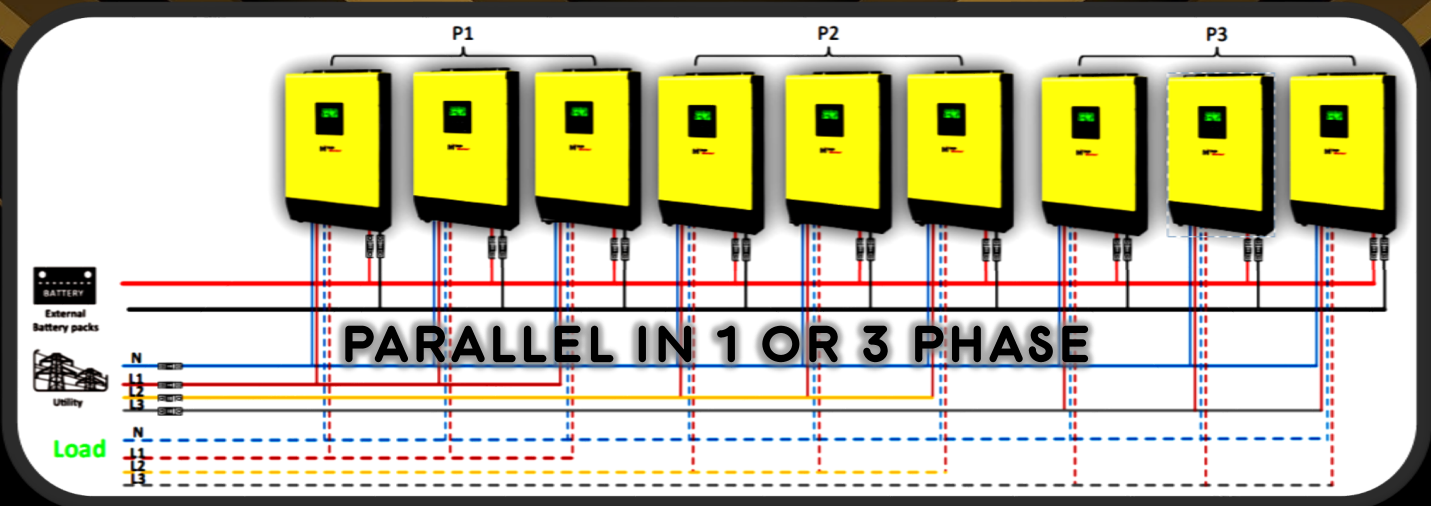 P1
P2
P3
BATTERY
External
Battery packs
PARALLEL IN 1 OR 3 PHASE
N
L1
L2
L3
Utility
Load
N
L1
L2
L3